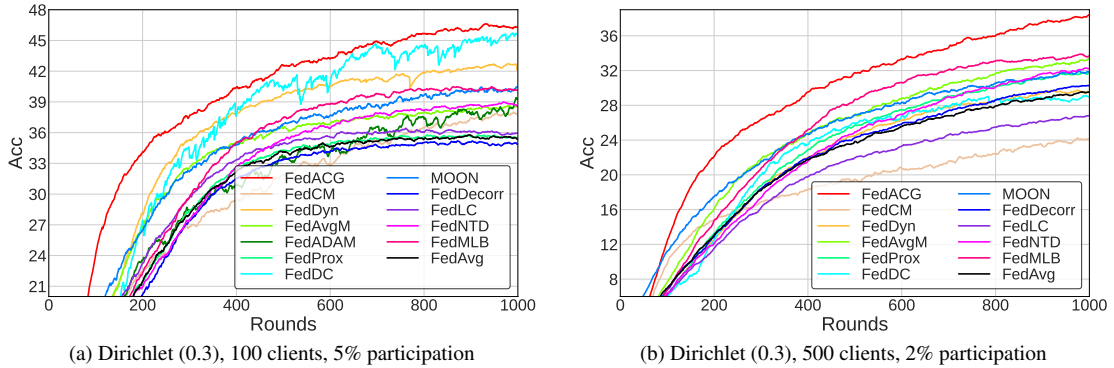 48
45
42
39
36
33
30
27
24
21
Acc
0 200 400 600 800 1000
Rounds
FedACG
FedCM
FedDyn
FedAvgM
FedADAM
FedProx
FedDC
MOON
FedDecorr
FedLC
FedNTD
FedMLB
FedAvg
(a) Dirichlet (0.3), 100 clients, 5% participation
36
32
28
24
20
16
12
8
Acc
200 400 600 800 1000
Rounds
FedACG
FedCM
FedDyn
FedAvgM
FedADAM
FedProx
FedDC
MOON
FedDecorr
FedLC
FedNTD
FedMLB
FedAvg
(b) Dirichlet (0.3), 500 clients, 2% participation